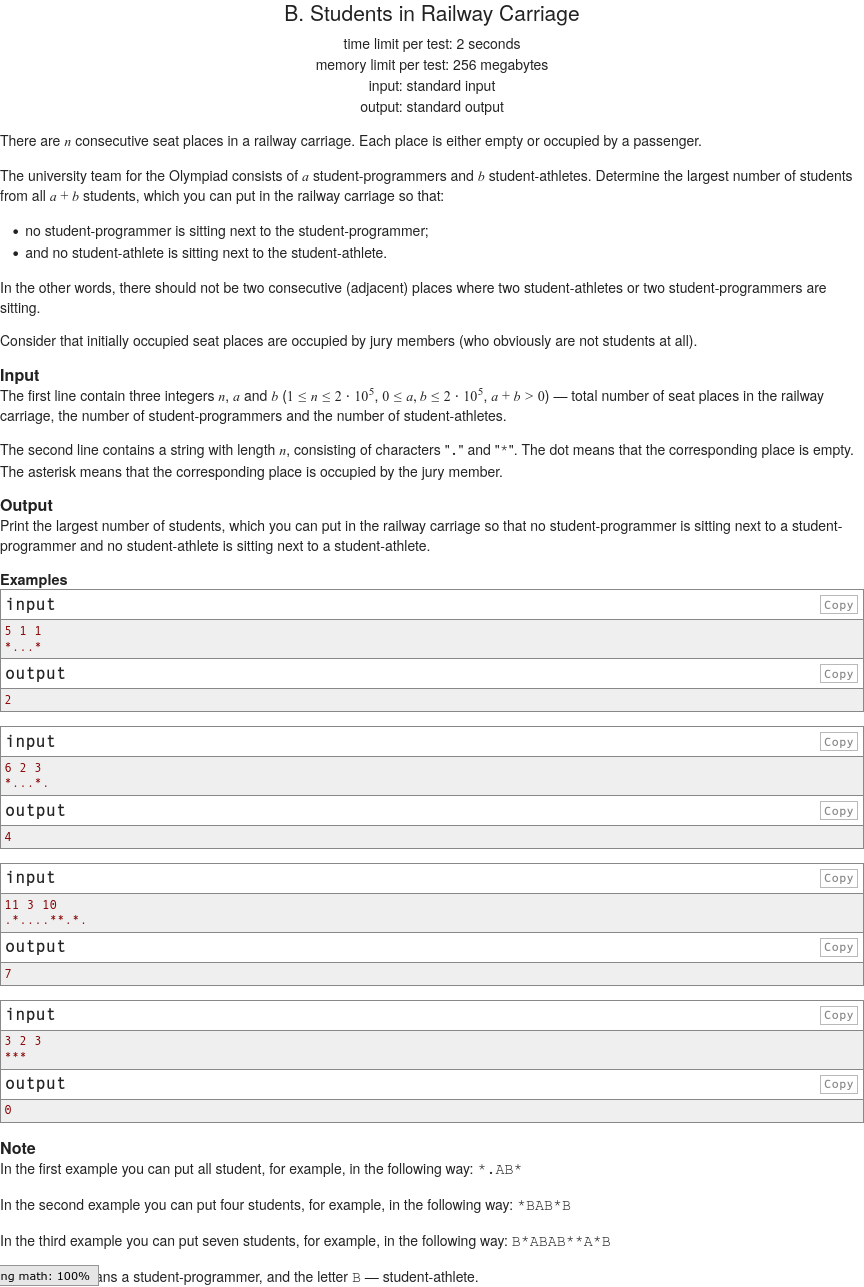 B. Students in Railway Carriage
time limit per test: 2 seconds
memory limit per test: 256 megabytes
input: standard input
output: standard output
There are n consecutive seat places in a railway carriage. Each place is either empty or occupied by a passenger.
The university team for the Olympiad consists of a student-programmers and b student-athletes. Determine the largest number of students
from all a + b students, which you can put in the railway carriage so that:
• no student-programmer is sitting next to the student-programmer;
• and no student-athlete is sitting next to the student-athlete.
In the other words, there should not be two consecutive (adjacent) places where two student-athletes or two student-programmers are
sitting.
Consider that initially occupied seat places are occupied by jury members (who obviously are not students at all).
Input
The first line contain three integers n, a and b (1 ≤ n ≤ 2 · 10⁵, 0 ≤ a, b ≤ 2 · 10⁵, a + b > 0) — total number of seat places in the railway
carriage, the number of student-programmers and the number of student-athletes.
The second line contains a string with length n, consisting of characters "." and "*". The dot means that the corresponding place is empty.
The asterisk means that the corresponding place is occupied by the jury member.
Output
Print the largest number of students, which you can put in the railway carriage so that no student-programmer is sitting next to a student-
programmer and no student-athlete is sitting next to a student-athlete.
Examples
input Copy
5 1 1
*...*
output Copy
2
input Copy
6 2 3
*...*.
output Copy
4
input Copy
11 3 10
.*....**.*.
output Copy
7
input Copy
3 2 3
***
output Copy
0
Note
In the first example you can put all student, for example, in the following way: *.AB*
In the second example you can put four students, for example, in the following way: *BAB*B
In the third example you can put seven students, for example, in the following way: B*ABAB**A*B
ng math: 100% ans a student-programmer, and the letter B — student-athlete.